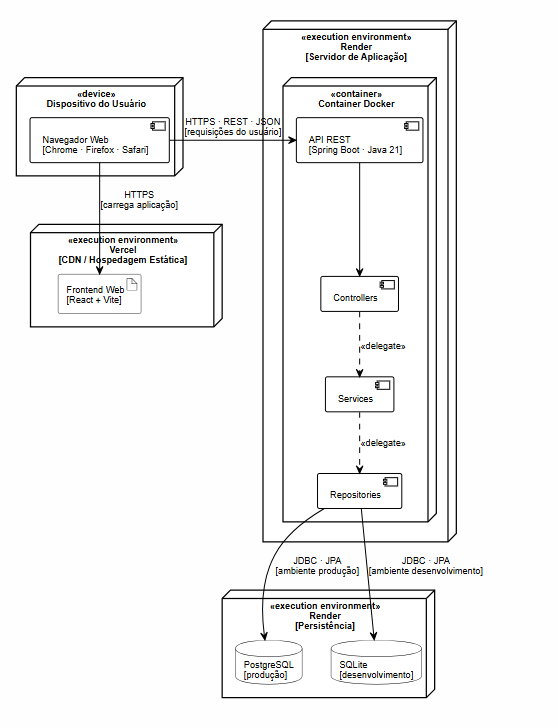 «execution environment»
Render
[Servidor de Aplicação]
«device»
Dispositivo do Usuário
«container»
Container Docker
Navegador Web
[Chrome · Firefox · Safari]
HTTPS · REST · JSON
[requisições do usuário]
API REST
[Spring Boot · Java 21]
HTTPS
[carrega aplicação]
«execution environment»
Vercel
[CDN / Hospedagem Estática]
Frontend Web
[React + Vite]
Controllers
«delegate»
Services
«delegate»
Repositories
JDBC · JPA
[ambiente produção]
JDBC · JPA
[ambiente desenvolvimento]
«execution environment»
Render
[Persistência]
PostgreSQL
[produção]
SQLite
[desenvolvimento]